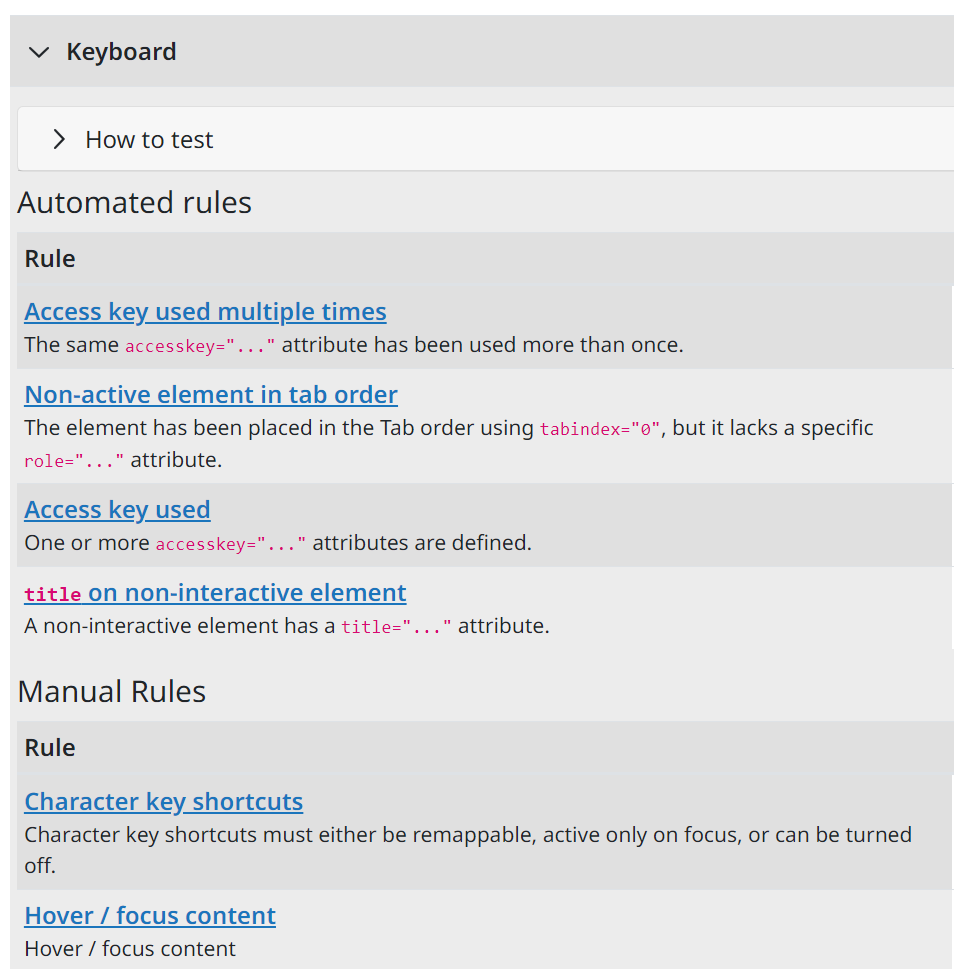 Keyboard
How to test
Automated rules
Rule
Access key used multiple times
The same accesskey="..." attribute has been used more than once.
Non-active element in tab order
The element has been placed in the Tab order using tabindex="0", but it lacks a specific
role="..." attribute.
Access key used
One or more accesskey="..." attributes are defined.
title on non-interactive element
A non-interactive element has a title="..." attribute.
Manual Rules
Rule
Character key shortcuts
Character key shortcuts must either be remappable, active only on focus, or can be turned
off.
Hover / focus content
Hover / focus content